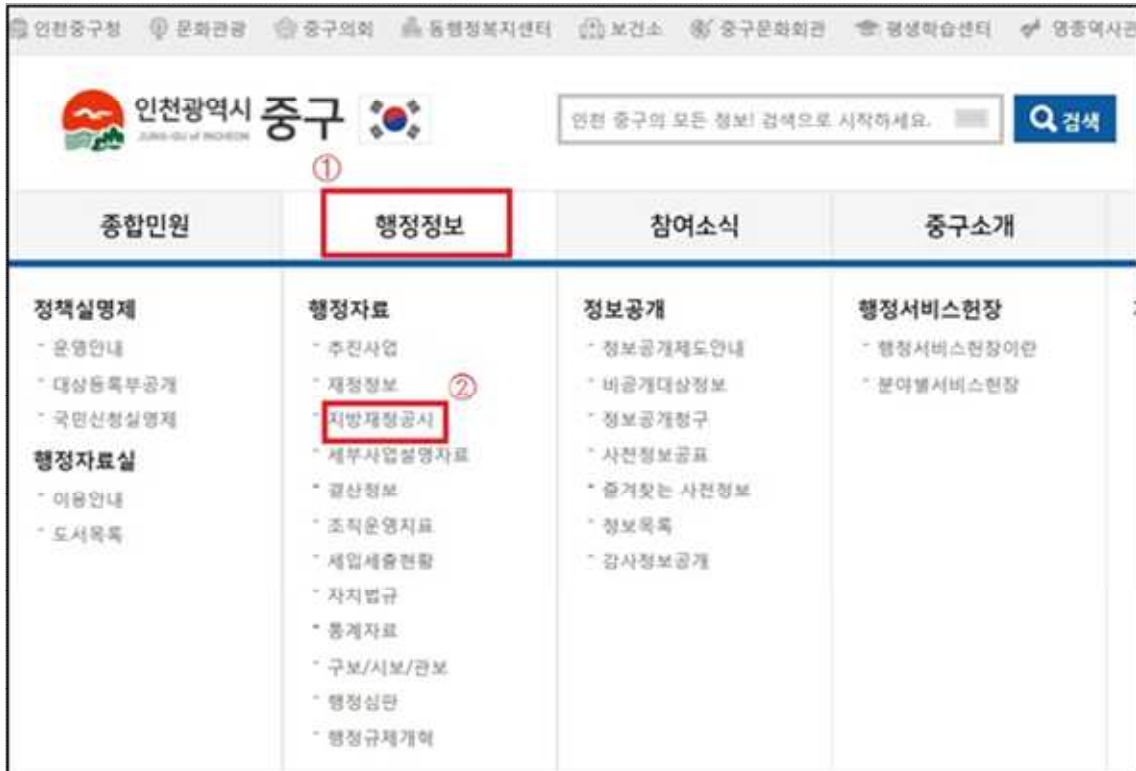 인천중구청 문화관광 중구의회 동행정복지센터 보건소 중구문화회관 평생학습센터 영종역사관
인천광역시 중구
JUNG-GU of INCHEON
인천 중구의 모든 정보! 검색으로 시작하세요. 검색
①
종합민원 행정정보 참여소식 중구소개
정책실명제
운영안내
대상등록부공개
국민신청실명제
행정자료실
이용안내
도서목록
행정자료
추진사업
재정정보
②
지방재정공시
세부사업설명자료
결산정보
조직운영지표
세입세출현황
자치법규
통계자료
구보/시보/관보
행정심판
행정규제개혁
정보공개
정보공개제도안내
비공개대상정보
정보공개청구
사전정보공표
즐겨찾는 사전정보
정보목록
감사정보공개
행정서비스헌장
행정서비스헌장이란
분야별서비스헌장